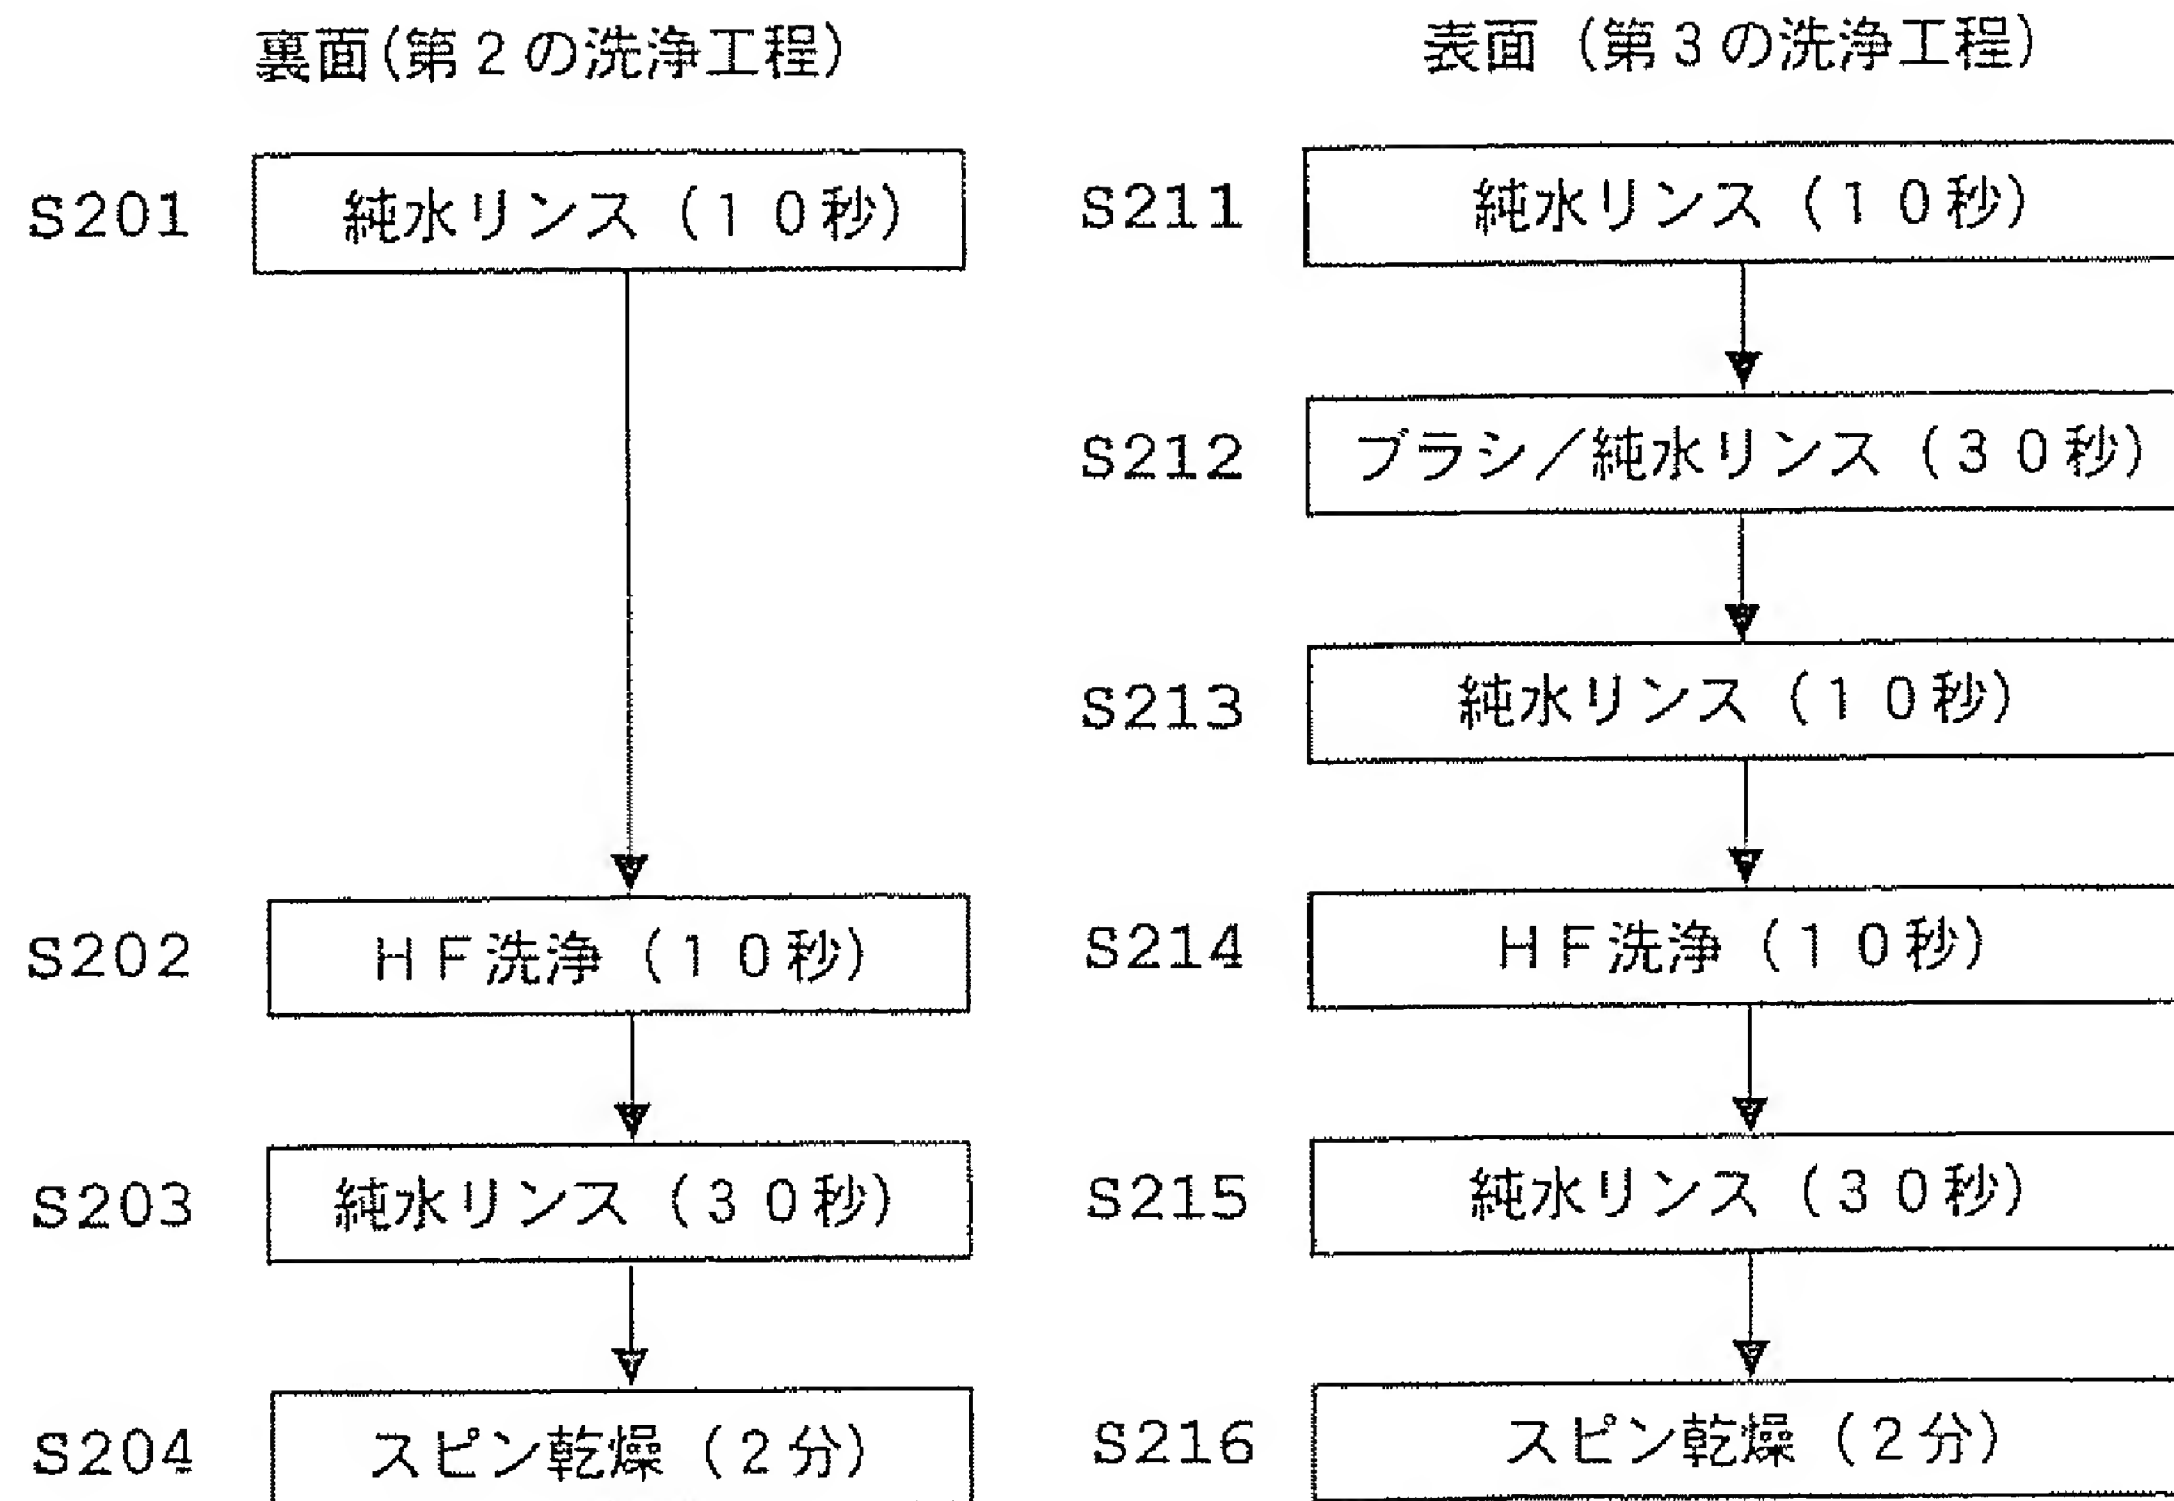 裏面(第2の洗浄工程)
S201 純水リンス(10秒)
S202 HF洗浄(10秒)
S203 純水リンス(30秒)
S204 スピン乾燥(2分)
表面(第3の洗浄工程)
S211 純水リンス(10秒)
S212 ブラシ/純水リンス(30秒)
S213 純水リンス(10秒)
S214 HF洗浄(10秒)
S215 純水リンス(30秒)
S216 スピン乾燥(2分)